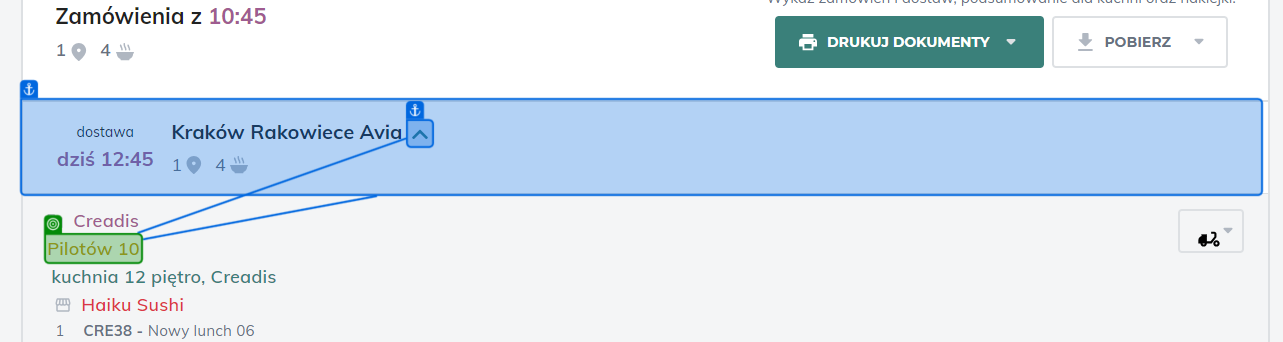 Wykaz zamówień i dostaw, podsumowanie dla kuchni oraz naklejki.
Zamówienia z 10:45
1 4
DRUKUJ DOKUMENTY
POBIERZ
dostawa
dziś 12:45
Kraków Rakowiece Avia
1 4
Creadis
Pilotów 10
kuchnia 12 piętro, Creadis
Haiku Sushi
1 CRE38 - Nowy lunch 06